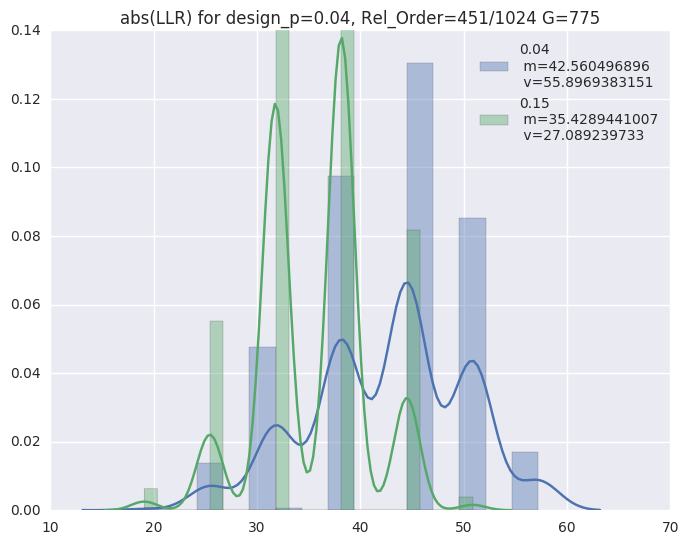 abs(LLR) for design_p=0.04, Rel_Order=451/1024 G=775
0.14
0.12
0.10
0.08
0.06
0.04
0.02
0.00
10 20 30 40 50 60 70
0.04
m=42.560496896
v=55.8969383151
0.15
m=35.4289441007
v=27.089239733